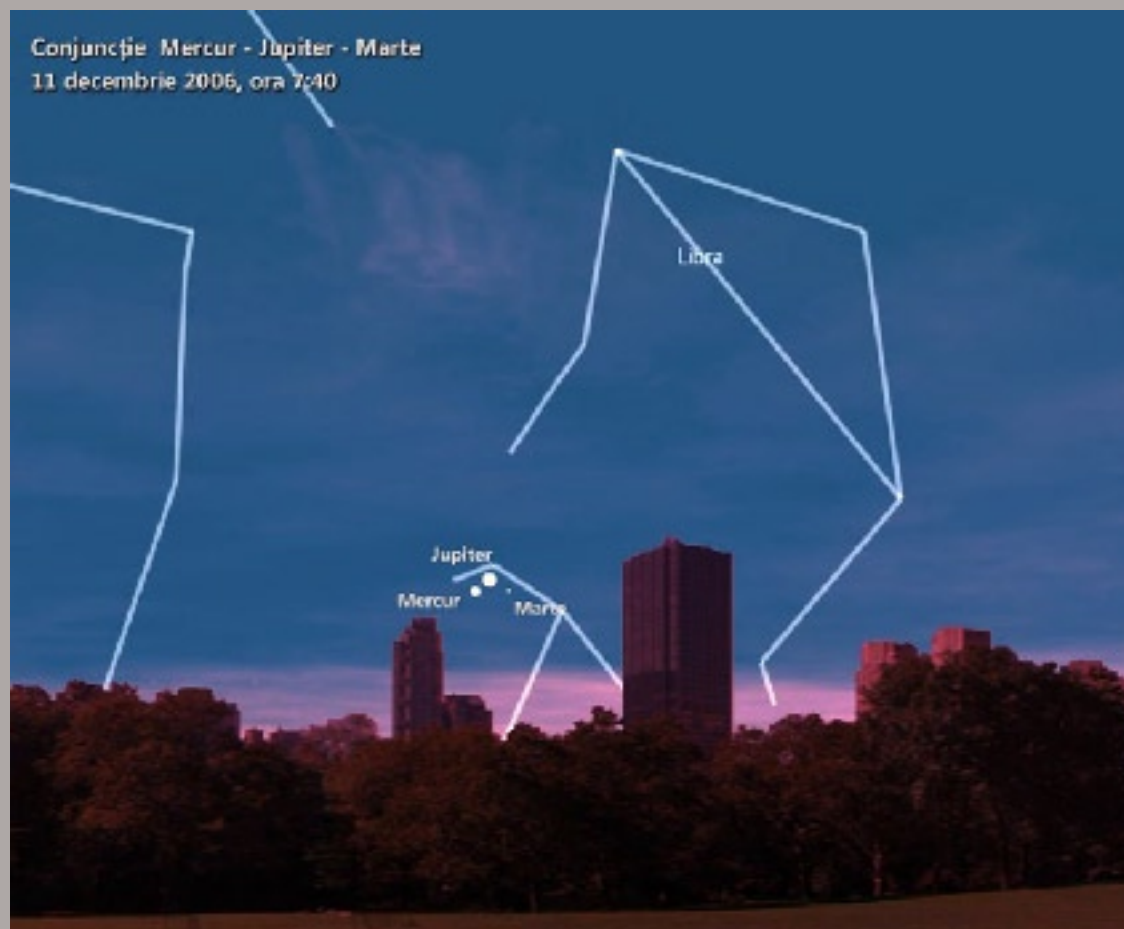 Conjuncție Mercur - Jupiter - Marte
11 decembrie 2006, ora 7:40
Libra
Jupiter
Mercur
Marte